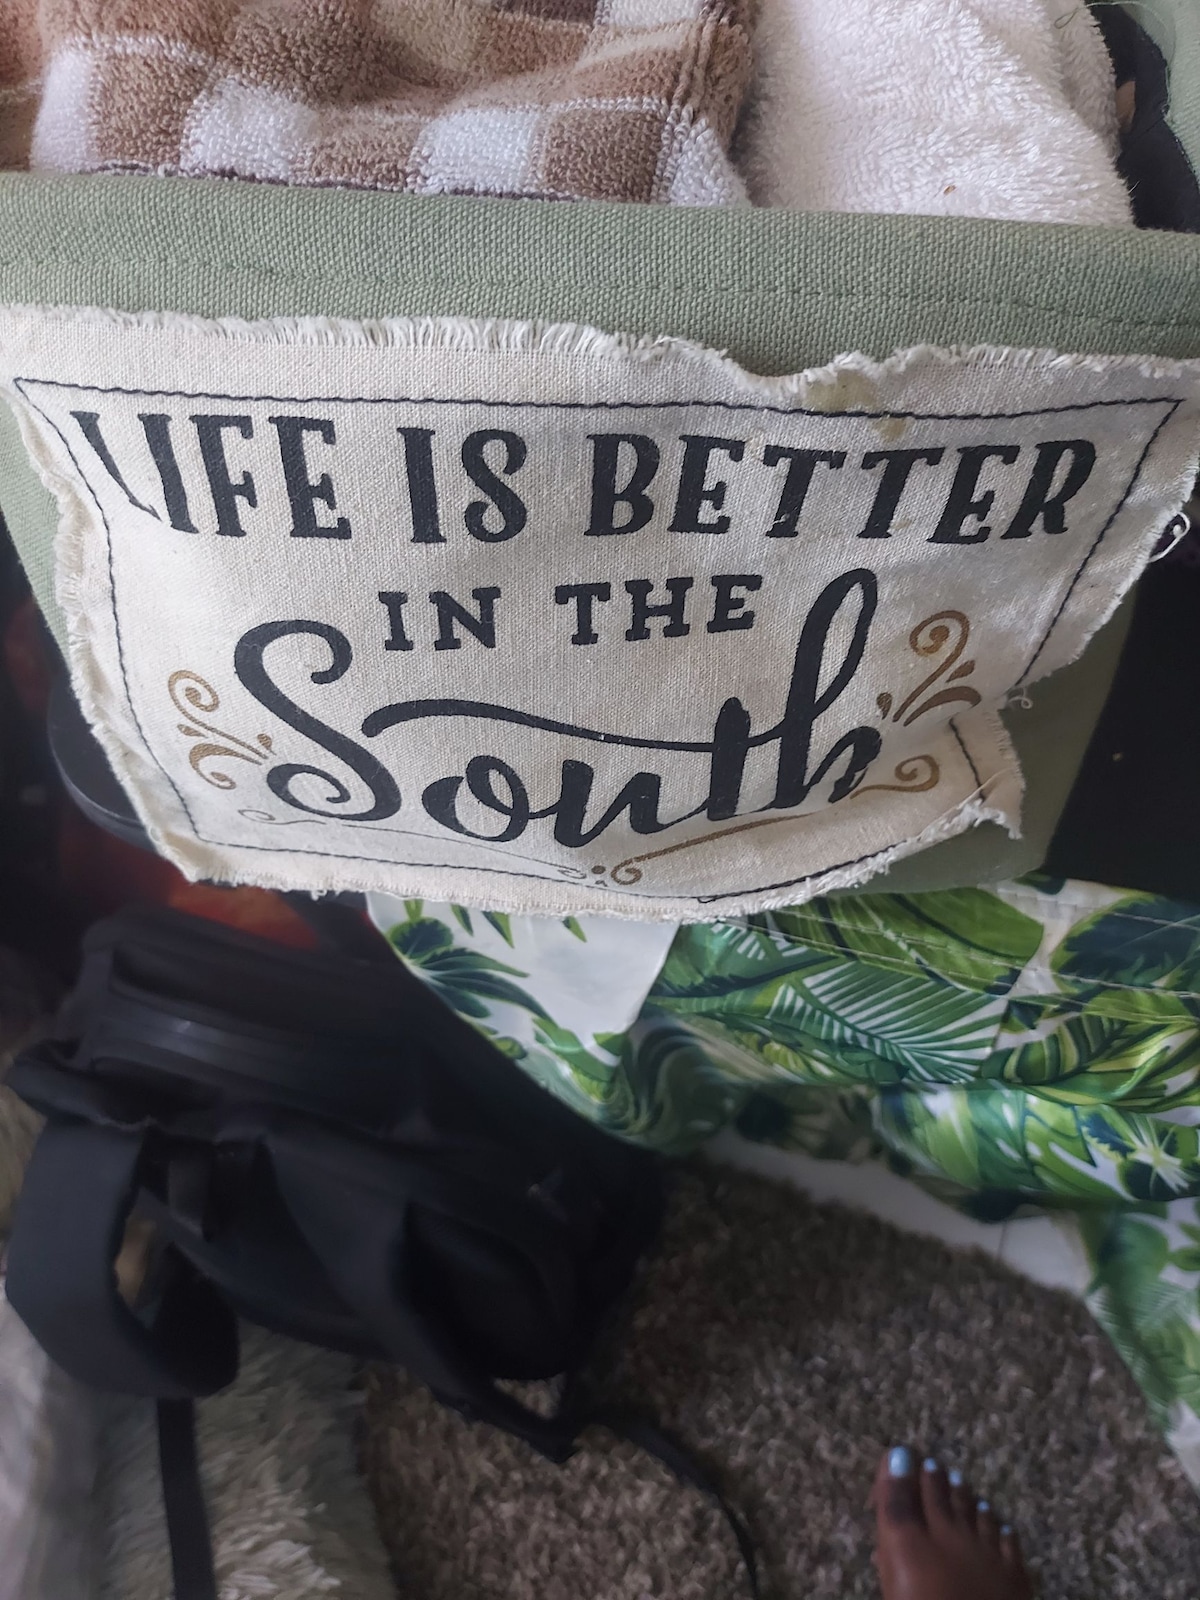 LIFE IS BETTER
IN THE
South